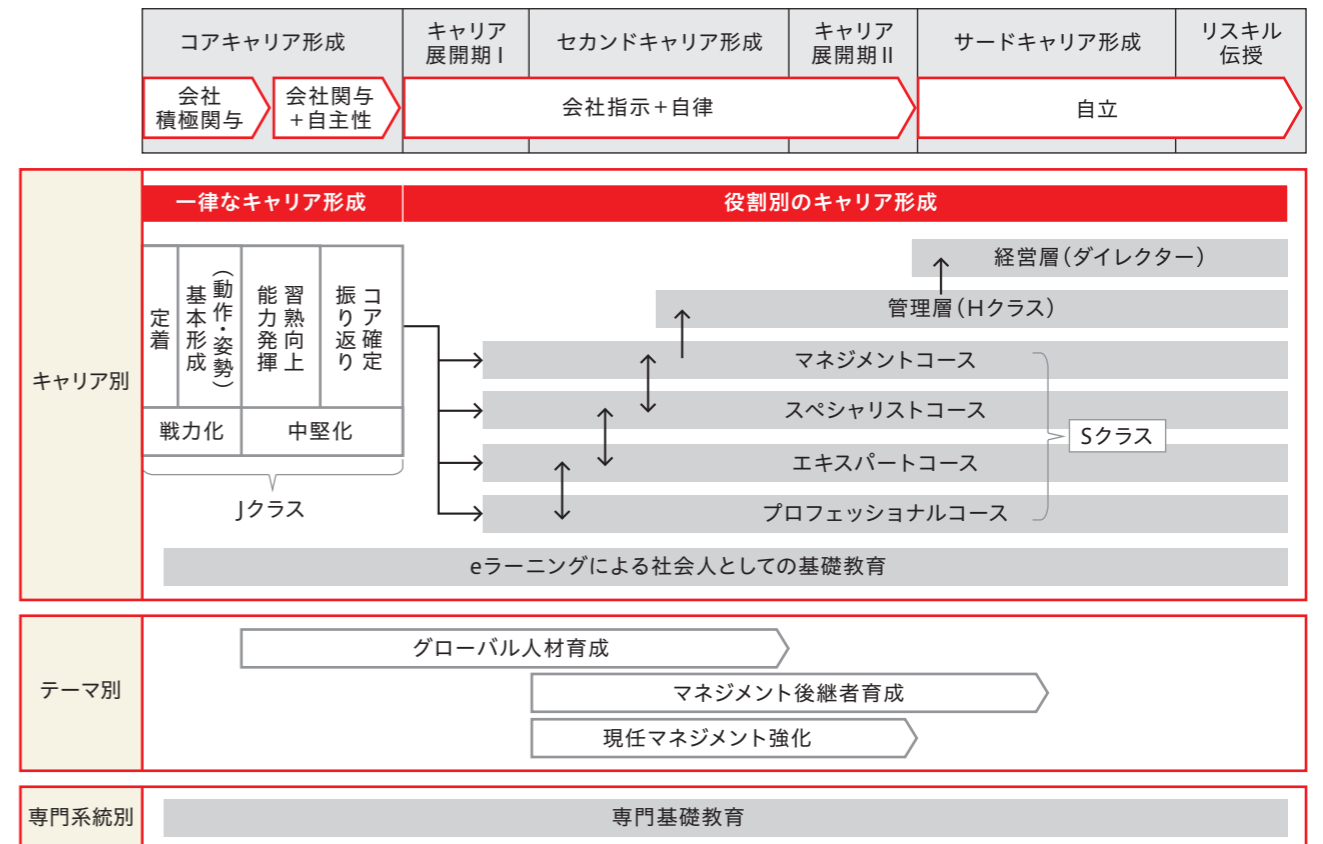 コアキャリア形成
キャリア
展開期Ⅰ
セカンドキャリア形成
キャリア
展開期Ⅱ
サードキャリア形成
リスキル
伝授
会社
積極関与
会社関与
+自主性
会社指示+自律
自立
キャリア別
一律なキャリア形成
役割別のキャリア形成
定着
基本形成
(動作・姿勢)
能力発揮
習熟向上
振り返り
コア確定
戦力化
中堅化
Jクラス
経営層(ダイレクター)
管理層(Hクラス)
マネジメントコース
スペシャリストコース
エキスパートコース
プロフェッショナルコース
Sクラス
eラーニングによる社会人としての基礎教育
テーマ別
グローバル人材育成
マネジメント後継者育成
現任マネジメント強化
専門系統別
専門基礎教育